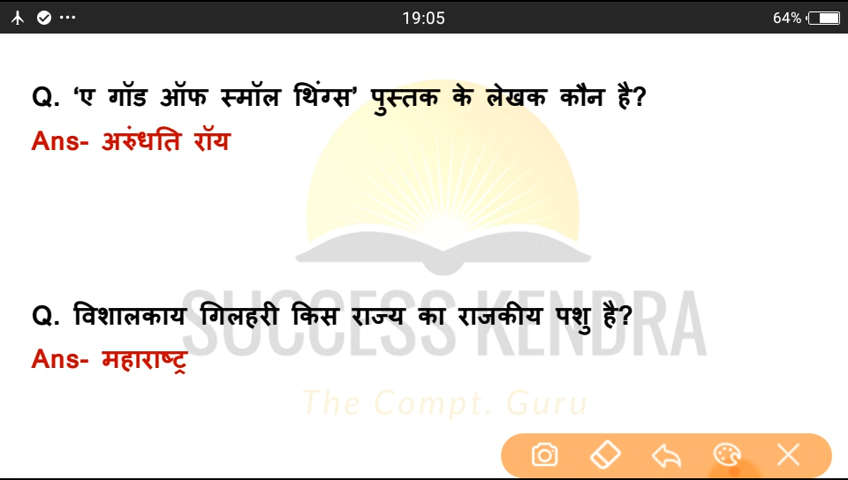 19:05
64%
Q. ‘ए गॉड ऑफ स्मॉल थिंग्स’ पुस्तक के लेखक कौन है?
Ans- अरुंधति रॉय
Q. विशालकाय गिलहरी किस राज्य का राजकीय पशु है?
SUCCESS KENDRA
Ans- महाराष्ट्र
The Compt. Guru